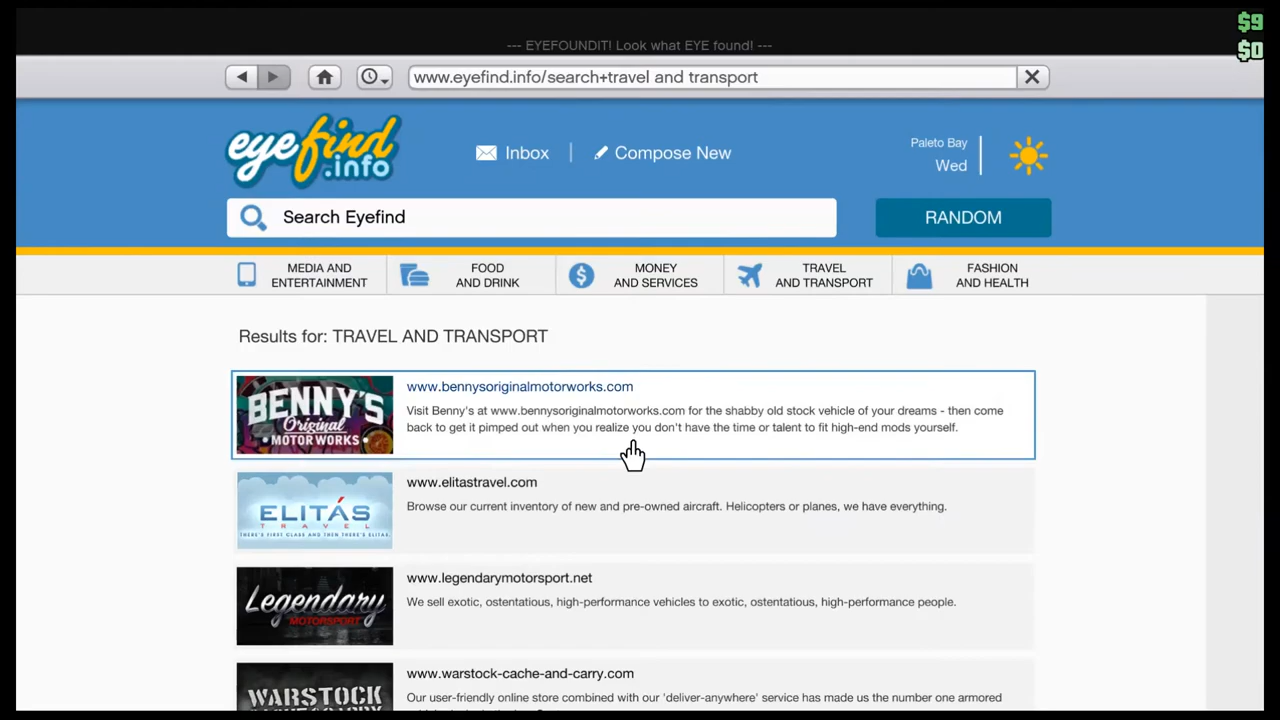 $9
--- EYEFOUNDIT! Look what EYE found! ---
$0
www.eyefind.info/search+travel and transport
eyefind
.info
Inbox
Compose New
Paleto Bay
Wed
Search Eyefind
RANDOM
MEDIA AND
ENTERTAINMENT
FOOD
AND DRINK
MONEY
AND SERVICES
TRAVEL
AND TRANSPORT
FASHION
AND HEALTH
Results for: TRAVEL AND TRANSPORT
BENNY'S
Original
MOTOR WORKS
www.bennysoriginalmotorworks.com
Visit Benny's at www.bennysoriginalmotorworks.com for the shabby old stock vehicle of your dreams - then come
back to get it pimped out when you realize you don't have the time or talent to fit high-end mods yourself.
ELITÁS
TRAVEL
THERE'S FIRST CLASS AND THEN THERE'S ELITAS
www.elitastravel.com
Browse our current inventory of new and pre-owned aircraft. Helicopters or planes, we have everything.
Legendary
MOTORSPORT
www.legendarymotorsport.net
We sell exotic, ostentatious, high-performance vehicles to exotic, ostentatious, high-performance people.
WARSTOCK
www.warstock-cache-and-carry.com
Our user-friendly online store combined with our 'deliver-anywhere' service has made us the number one armored